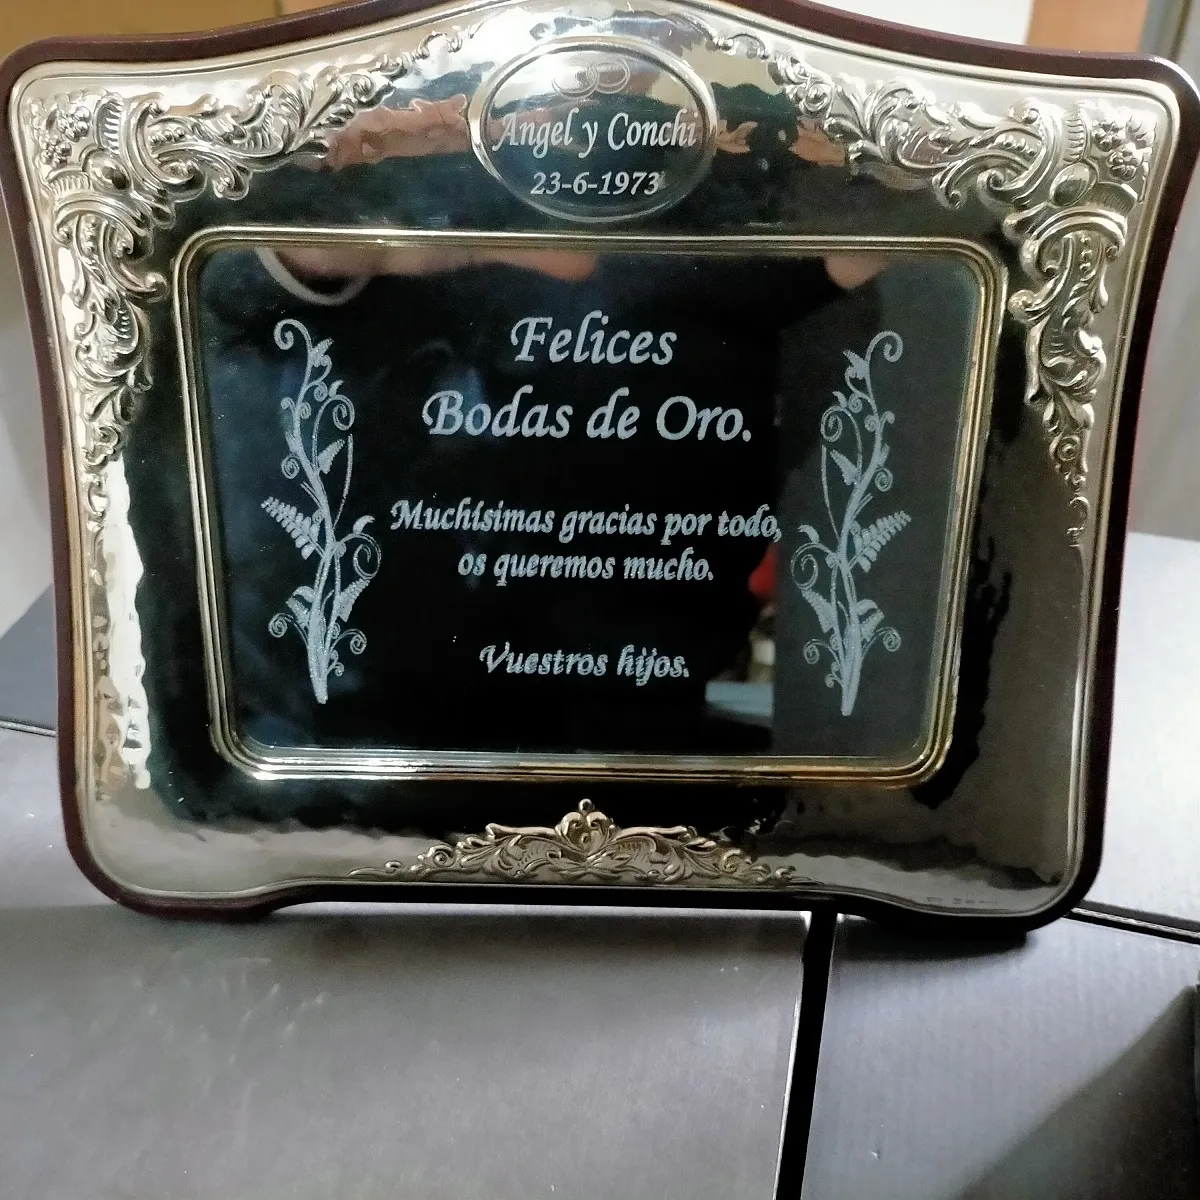 Angel y Conchi
23-6-1973
Felices
Bodas de Oro.
Muchísimas gracias por todo,
os queremos mucho.
Vuestros hijos.